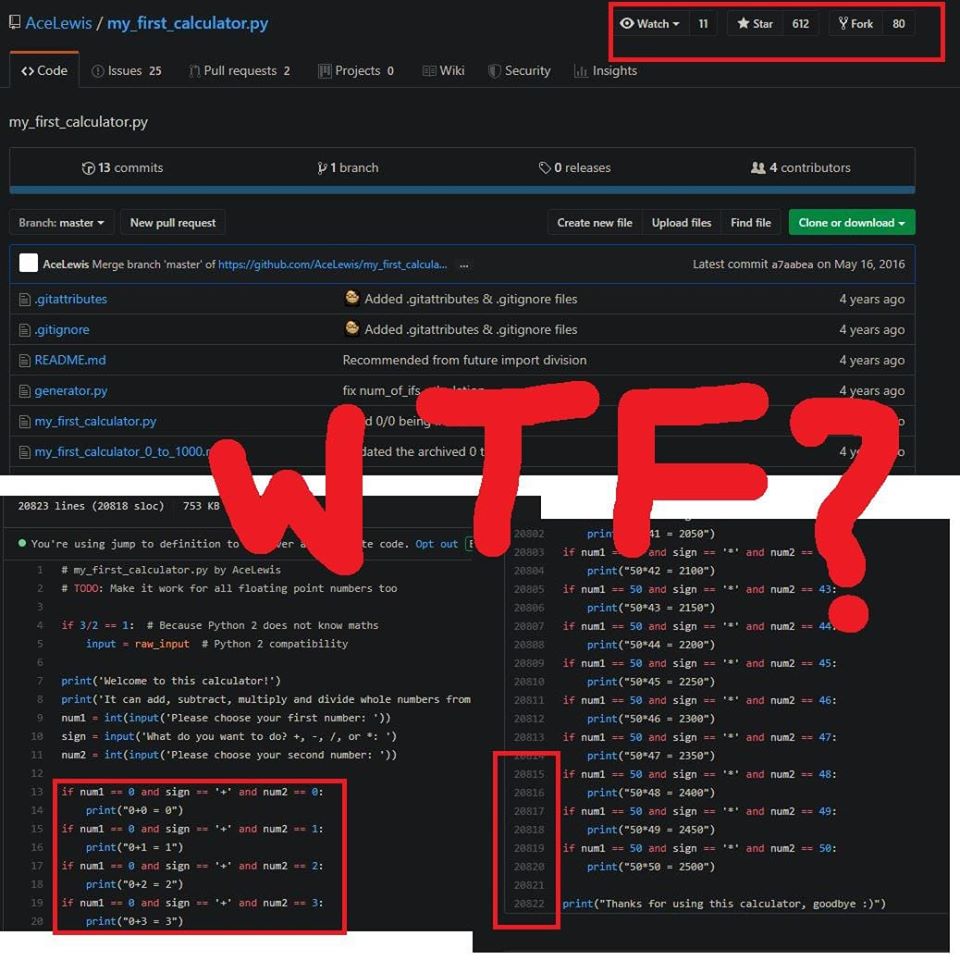 AceLewis / my_first_calculator.py
Watch 11 Star 612 Fork 80
Code Issues 25 Pull requests 2 Projects 0 Wiki Security Insights
my_first_calculator.py
13 commits 1 branch 0 releases 4 contributors
Branch: master New pull request Create new file Upload files Find file Clone or download
AceLewis Merge branch 'master' of https://github.com/AceLewis/my_first_calcula... ... Latest commit a7aabea on May 16, 2016
.gitattributes Added .gitattributes & .gitignore files 4 years ago
.gitignore Added .gitattributes & .gitignore files 4 years ago
README.md Recommended from future import division 4 years ago
generator.py fix num_of_ifs 4 years ago
my_first_calculator.py 0/0 being
my_first_calculator_0_to_1000 the archived 0
WTF?
20823 lines (20818 sloc) 753 KB
You're using jump to definition to code. Opt out
1 # my_first_calculator.py by AceLewis
2 # TODO: Make it work for all floating point numbers too
3
4 if 3/2 == 1: # Because Python 2 does not know maths
5 input = raw_input # Python 2 compatibility
6
7 print('Welcome to this calculator!')
8 print('It can add, subtract, multiply and divide whole numbers from
9 num1 = int(input('Please choose your first number: '))
10 sign = input('What do you want to do? +, -, /, or *: ')
11 num2 = int(input('Please choose your second number: '))
12
13 if num1 == 0 and sign == '+' and num2 == 0:
14 print("0+0 = 0")
15 if num1 == 0 and sign == '+' and num2 == 1:
16 print("0+1 = 1")
17 if num1 == 0 and sign == '+' and num2 == 2:
18 print("0+2 = 2")
19 if num1 == 0 and sign == '+' and num2 == 3:
20 print("0+3 = 3")
20802 print( 41 = 2050")
20803 if num1 == 50 and sign == '*' and num2 ==
20804 print("50*42 = 2100")
20805 if num1 == 50 and sign == '*' and num2 == 43:
20806 print("50*43 = 2150")
20807 if num1 == 50 and sign == '*' and num2 == 44:
20808 print("50*44 = 2200")
20809 if num1 == 50 and sign == '*' and num2 == 45:
20810 print("50*45 = 2250")
20811 if num1 == 50 and sign == '*' and num2 == 46:
20812 print("50*46 = 2300")
20813 if num1 == 50 and sign == '*' and num2 == 47:
20814 print("50*47 = 2350")
20815 if num1 == 50 and sign == '*' and num2 == 48:
20816 print("50*48 = 2400")
20817 if num1 == 50 and sign == '*' and num2 == 49:
20818 print("50*49 = 2450")
20819 if num1 == 50 and sign == '*' and num2 == 50:
20820 print("50*50 = 2500")
20821
20822 print("Thanks for using this calculator, goodbye :)")